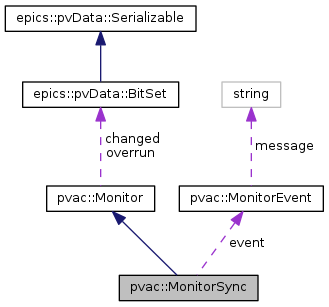 epics::pvData::Serializable
epics::pvData::BitSet
string
changed
overrun
message
pvac::Monitor
pvac::MonitorEvent
event
pvac::MonitorSync